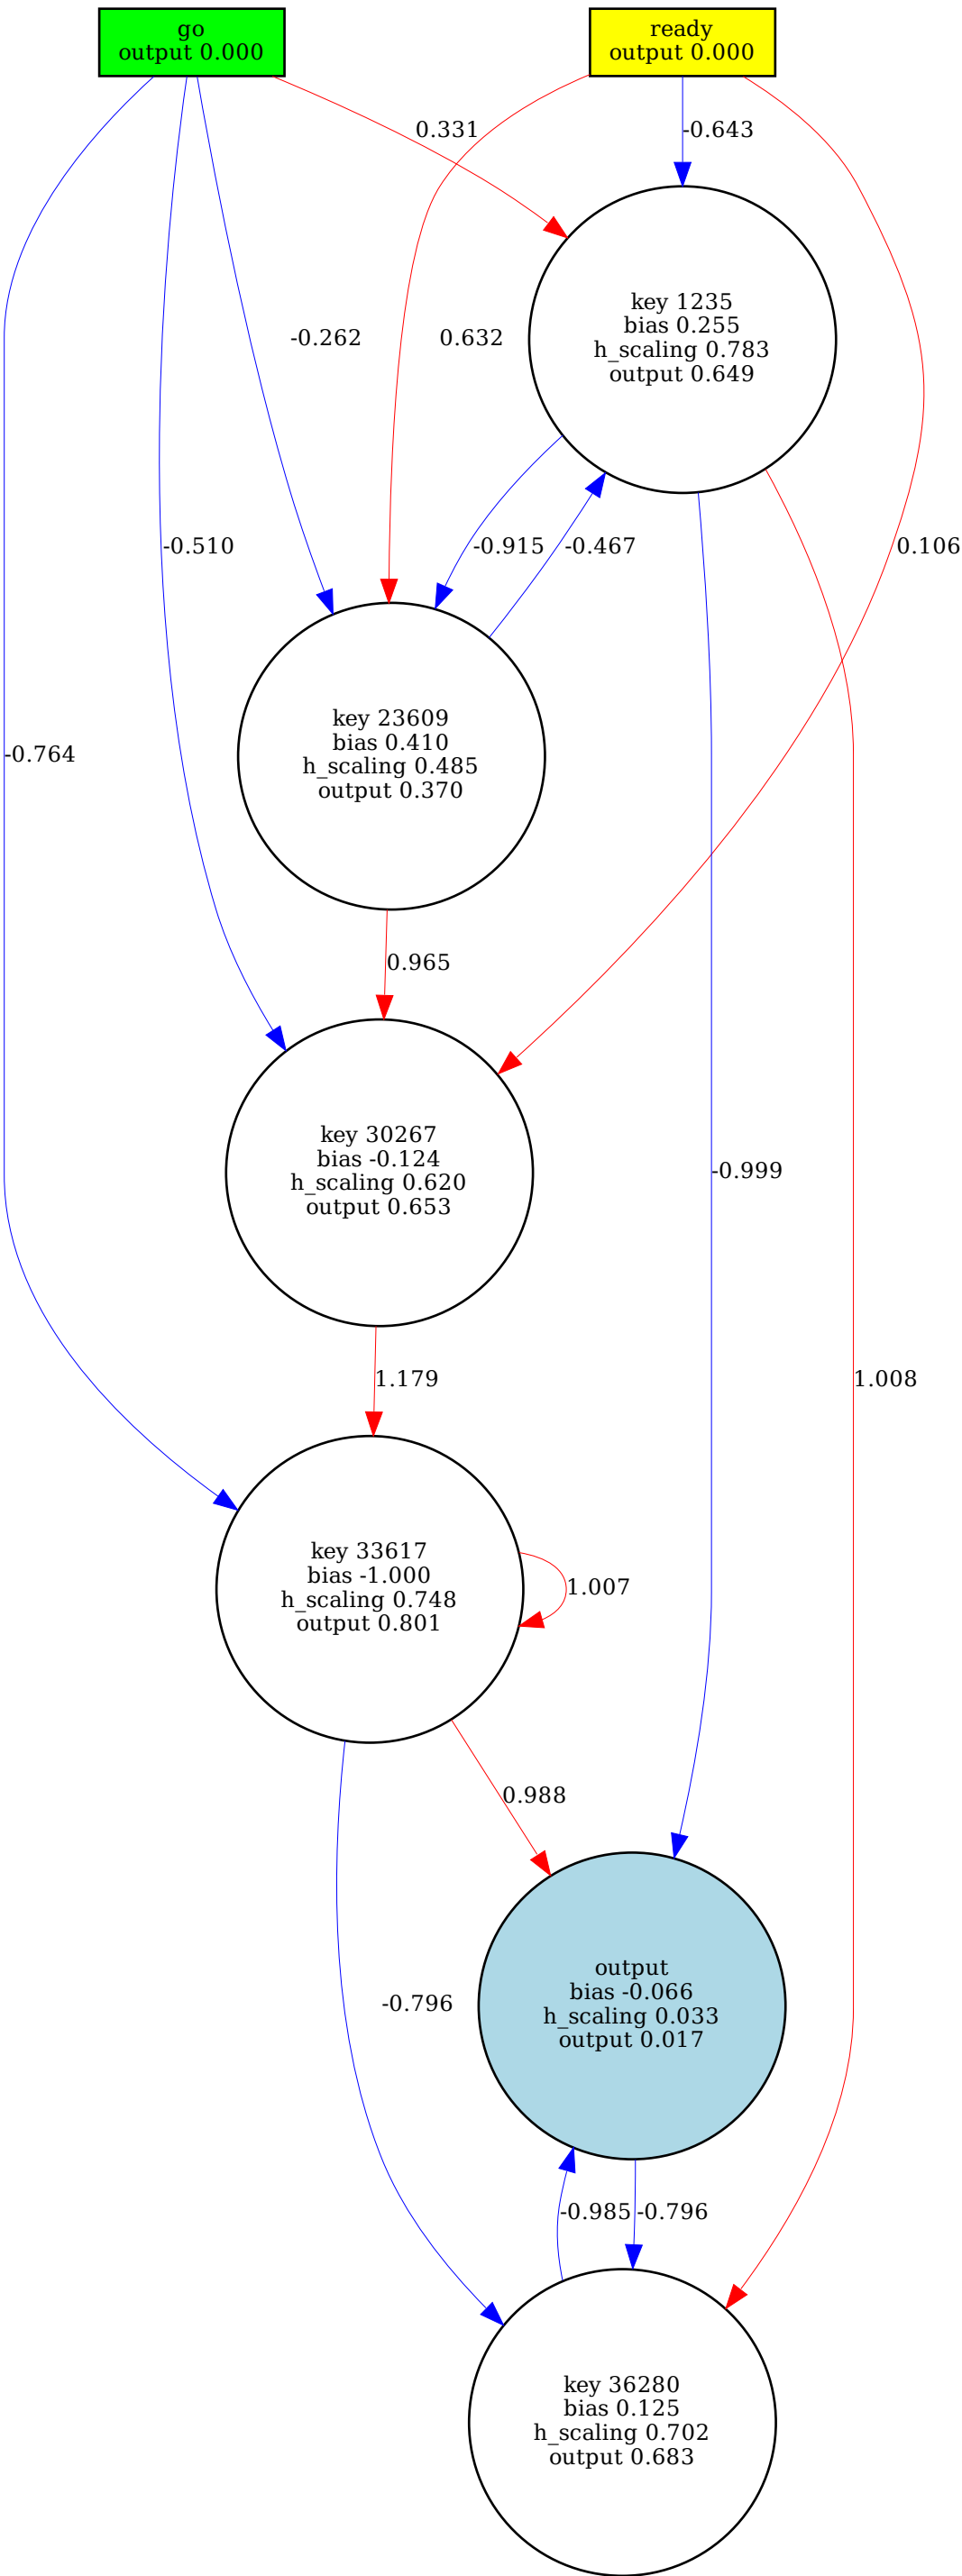 go
output 0.000
ready
output 0.000
0.331
-0.643
key 1235
bias 0.255
h_scaling 0.783
output 0.649
-0.262
0.632
-0.510
-0.915
-0.467
0.106
key 23609
bias 0.410
h_scaling 0.485
output 0.370
-0.764
0.965
key 30267
bias -0.124
h_scaling 0.620
output 0.653
-0.999
1.179
1.008
key 33617
bias -1.000
h_scaling 0.748
output 0.801
1.007
0.988
output
bias -0.066
h_scaling 0.033
output 0.017
-0.796
-0.985
-0.796
key 36280
bias 0.125
h_scaling 0.702
output 0.683